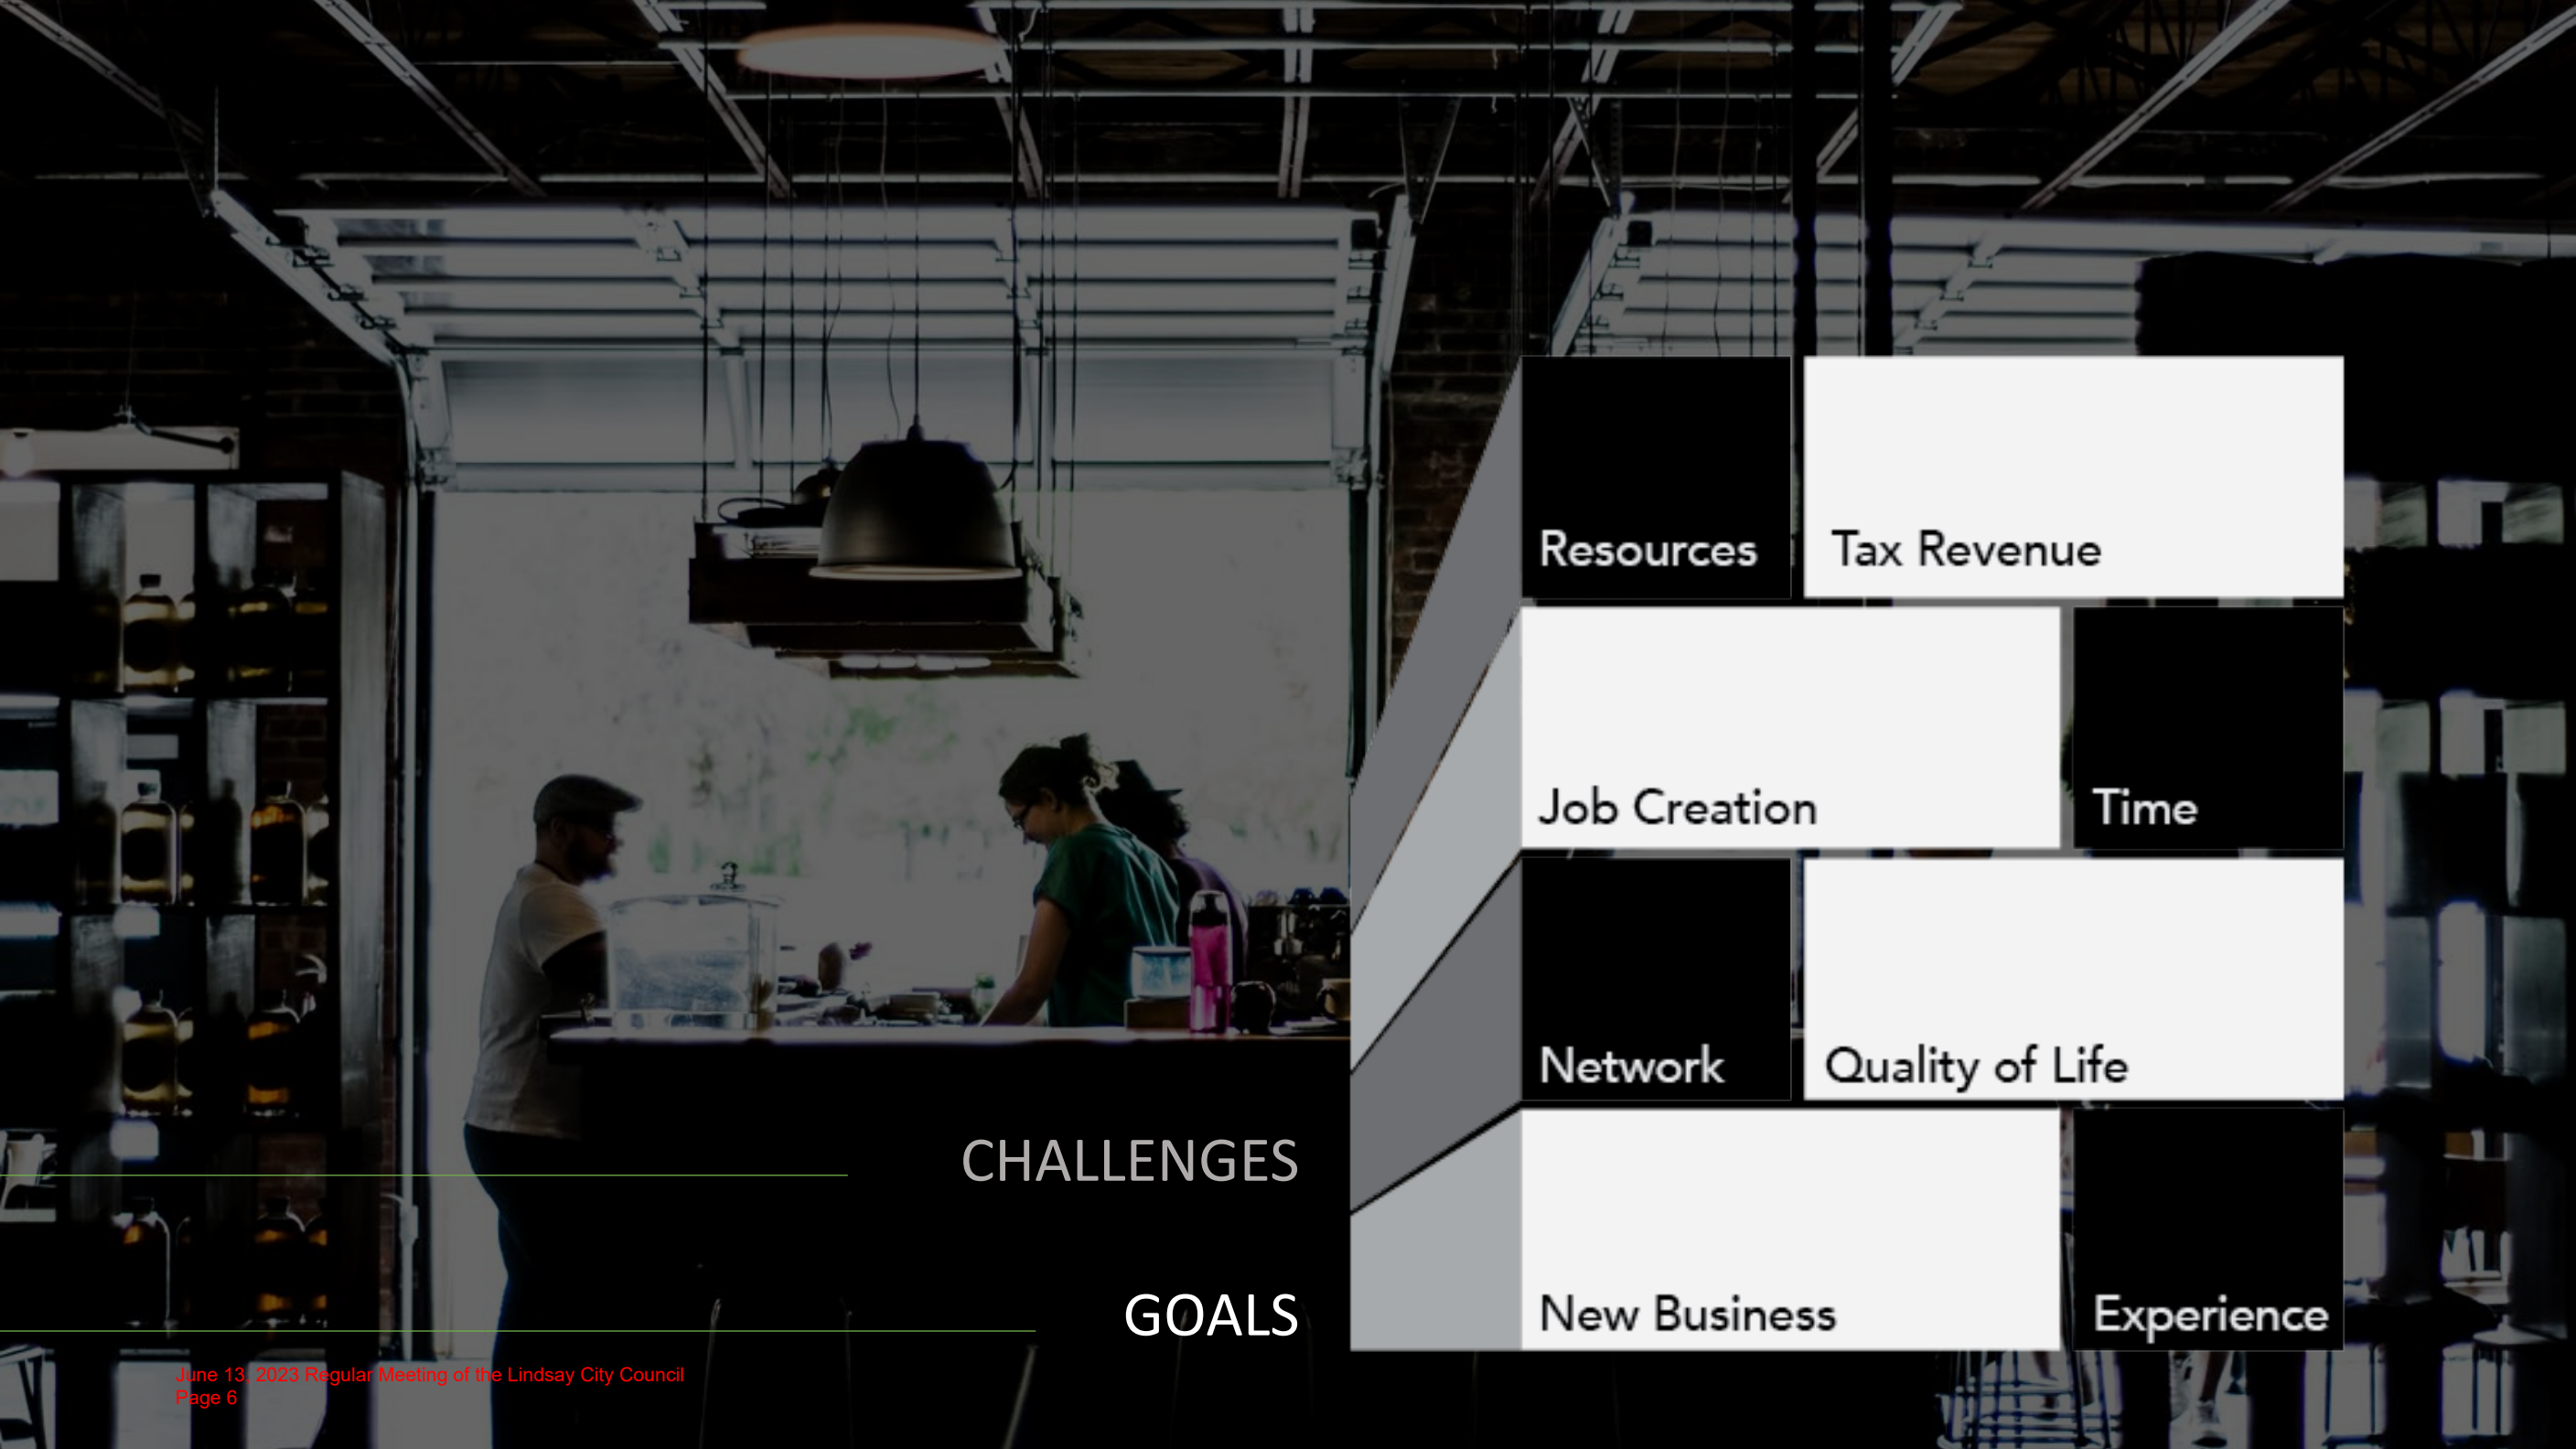 Resources
Tax Revenue
Job Creation
Time
Network
Quality of Life
CHALLENGES
New Business
Experience
GOALS
June 13, 2023 Regular Meeting of the Lindsay City Council
Page 6